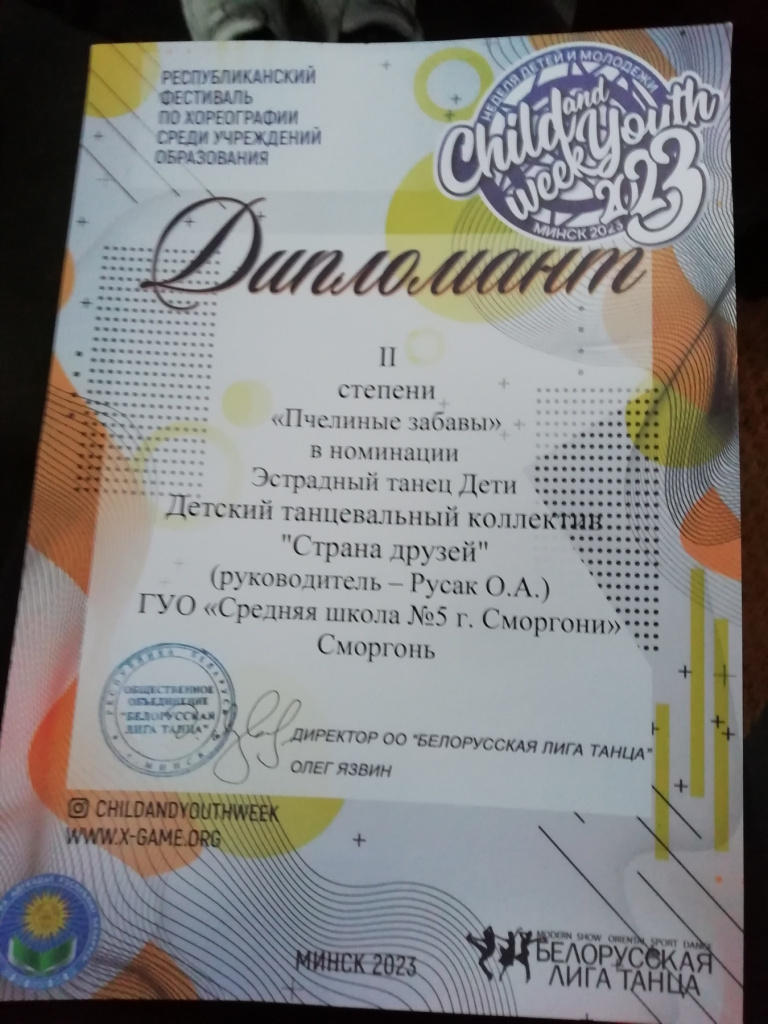 РЕСПУБЛИКАНСКИЙ
ФЕСТИВАЛЬ
ПО ХОРЕОГРАФИИ
СРЕДИ УЧРЕЖДЕНИЙ
ОБРАЗОВАНИЯ
НЕДЕЛЯ ДЕТЕЙ И МОЛОДЕЖИ
Child and Youth
week 2023
МИНСК 2023
Дипломант
II
степени
«Пчелиные забавы»
в номинации
Эстрадный танец Дети
Детский танцевальный коллектив
"Страна друзей"
(руководитель – Русак О.А.)
ГУО «Средняя школа №5 г. Сморгони»
Сморгонь
РЕСПУБЛИКА БЕЛАРУСЬ
ОБЩЕСТВЕННОЕ
ОБЪЕДИНЕНИЕ
"БЕЛОРУССКАЯ
ЛИГА ТАНЦА"
Г. МИНСК
ДИРЕКТОР ОО "БЕЛОРУССКАЯ ЛИГА ТАНЦА"
ОЛЕГ ЯЗВИН
CHILDANDYOUTHWEEK
WWW.X-GAME.ORG
МИНСК 2023
MODERN SHOW ORIENTAL SPORT DANCE
БЕЛОРУССКАЯ
ЛИГА ТАНЦА